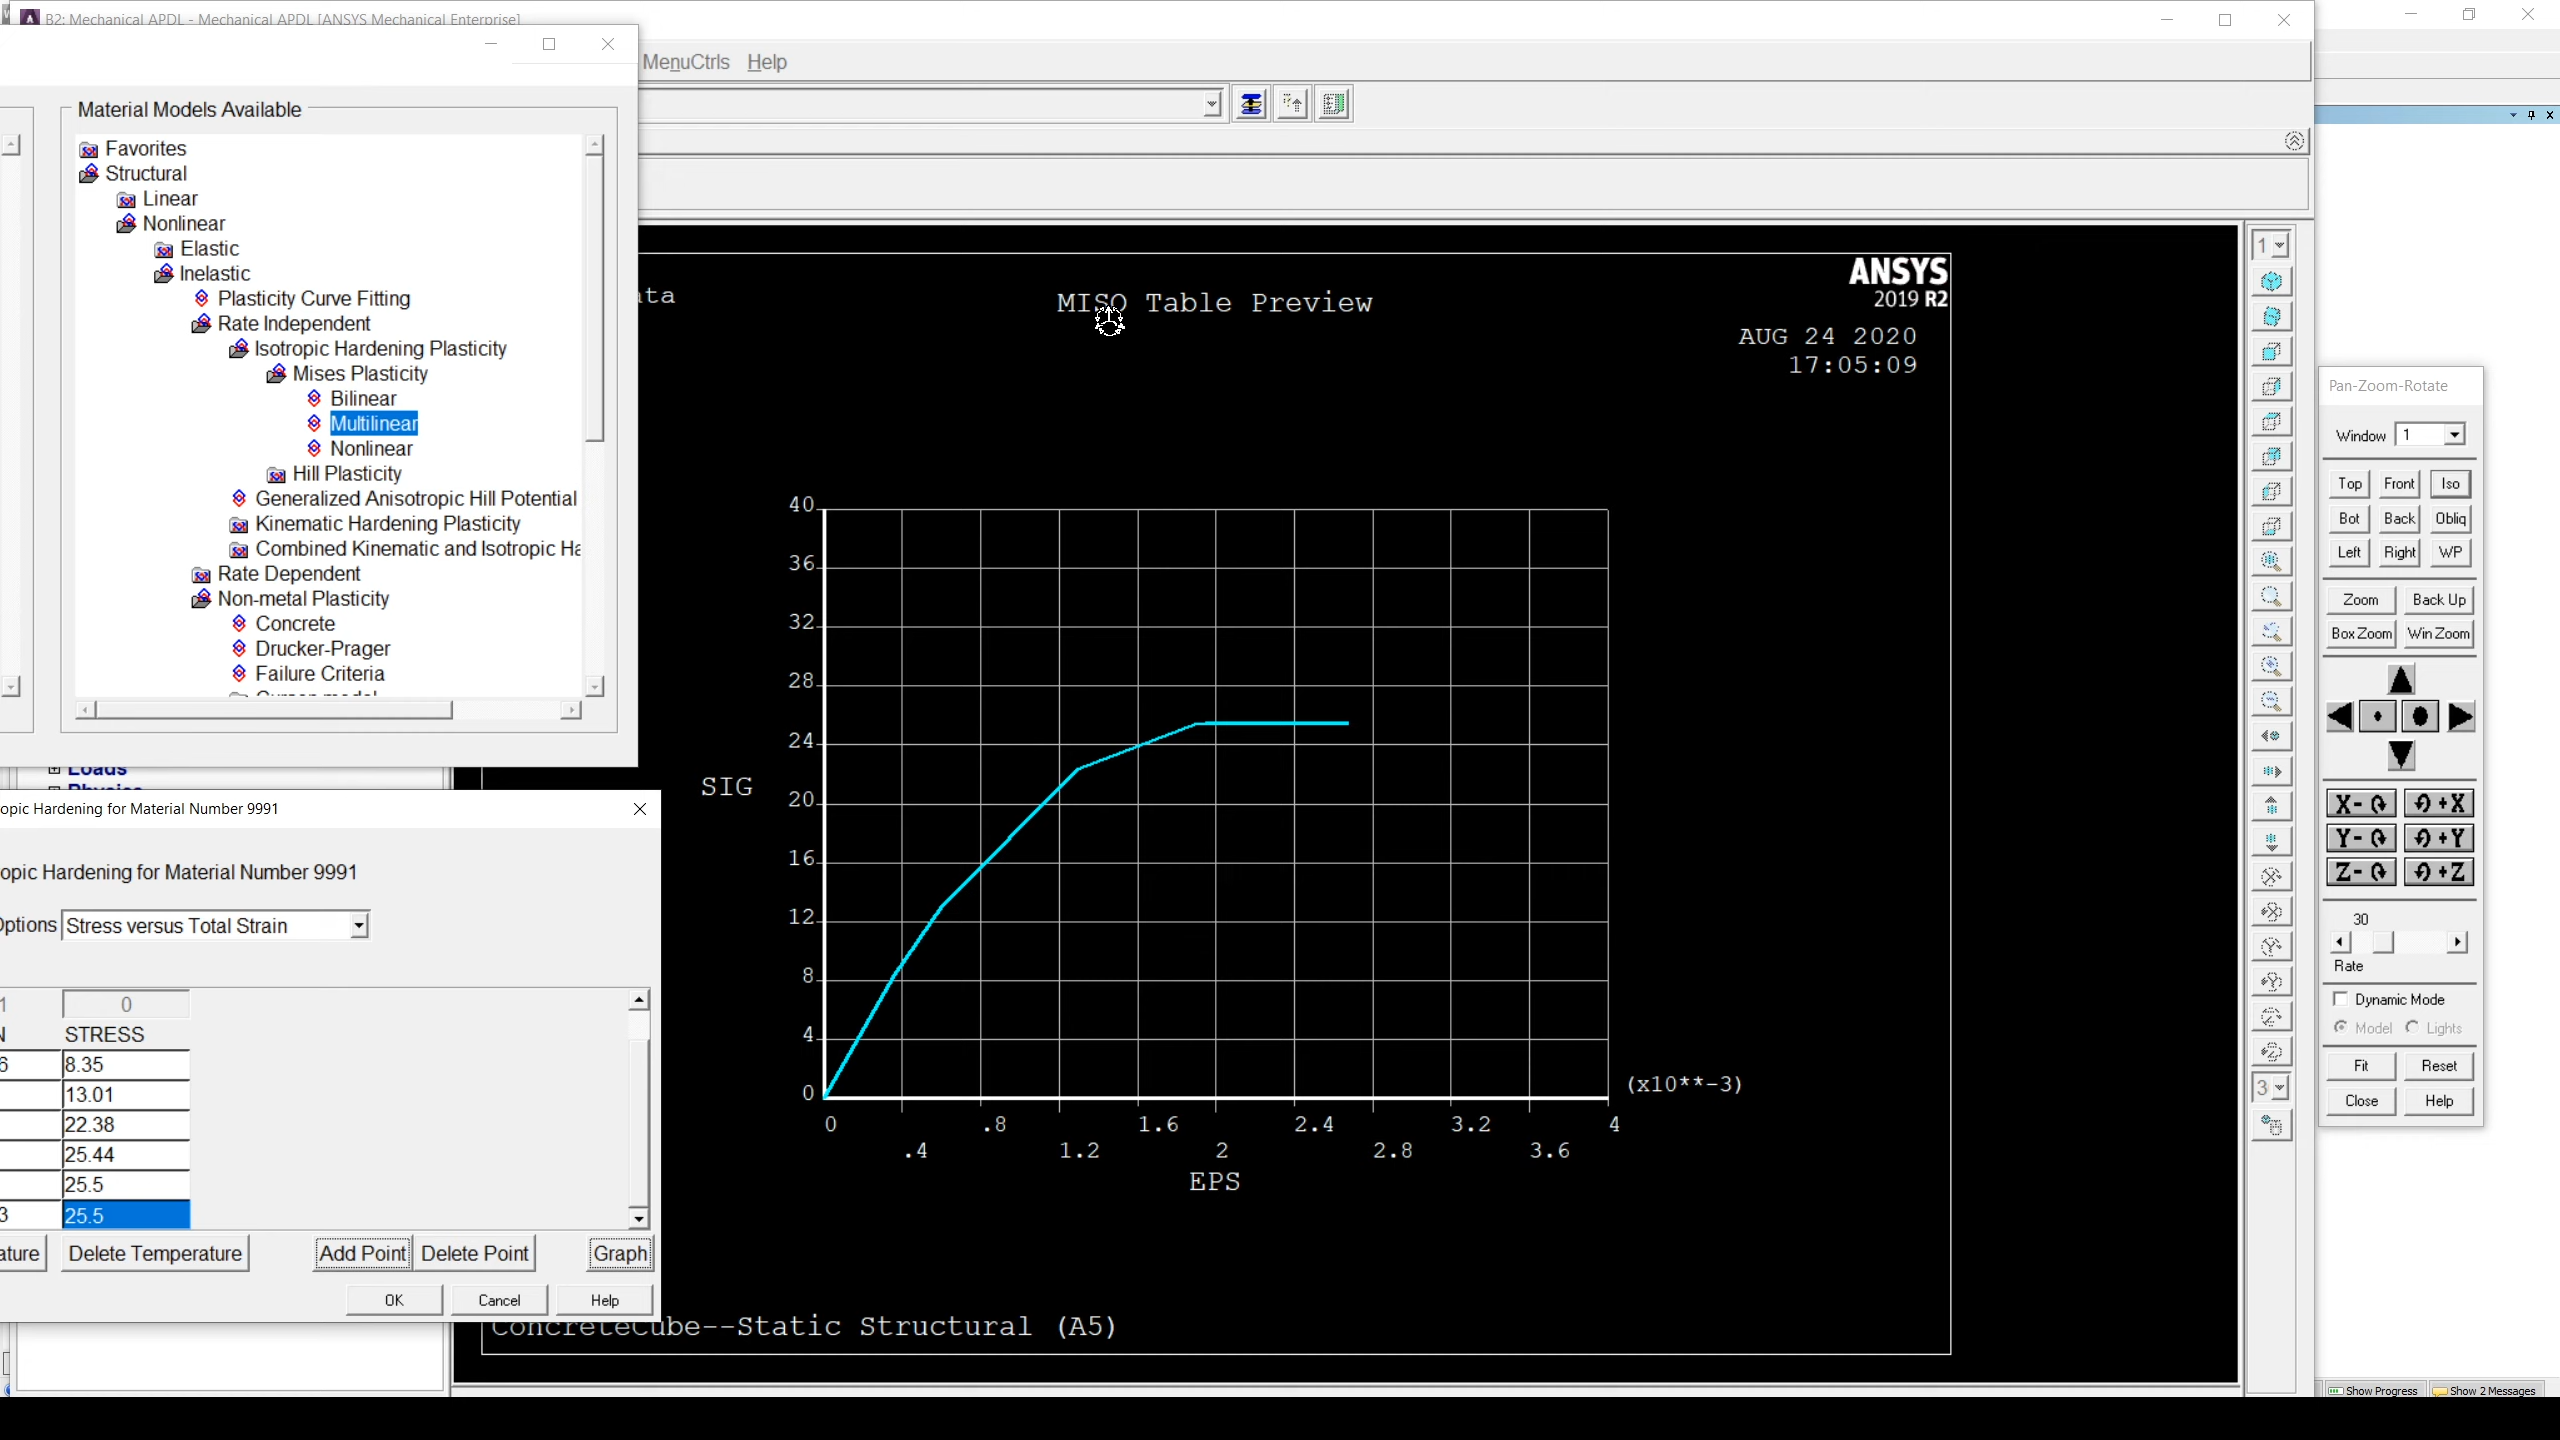 B2: Mechanical APDL - Mechanical APDL [ANSYS Mechanical Enterprise]
MenuCtrls Help
Material Models Available
Favorites
Structural
Linear
Nonlinear
Elastic
Inelastic
Plasticity Curve Fitting
Rate Independent
Isotropic Hardening Plasticity
Mises Plasticity
Bilinear
Multilinear
Nonlinear
Hill Plasticity
Generalized Anisotropic Hill Potential
Kinematic Hardening Plasticity
Combined Kinematic and Isotropic Ha
Rate Dependent
Non-metal Plasticity
Concrete
Drucker-Prager
Failure Criteria
Loads
opic Hardening for Material Number 9991
opic Hardening for Material Number 9991
Options Stress versus Total Strain
1 0
N STRESS
6 8.35
13.01
22.38
25.44
25.5
3 25.5
ature Delete Temperature Add Point Delete Point Graph
OK Cancel Help
ata
MISO Table Preview
ANSYS
2019 R2
AUG 24 2020
17:05:09
40
36
32
28
24
SIG
20
16
12
8
4
0
(x10**-3)
0 .8 1.6 2.4 3.2 4
.4 1.2 2 2.8 3.6
EPS
ConcreteCube--Static Structural (A5)
1
3
Pan-Zoom-Rotate
Window 1
Top Front Iso
Bot Back Obliq
Left Right WP
Zoom Back Up
Box Zoom Win Zoom
X- +X
Y- +Y
Z- +Z
30
Rate
Dynamic Mode
Model Lights
Fit Reset
Close Help
Show Progress Show 2 Messages